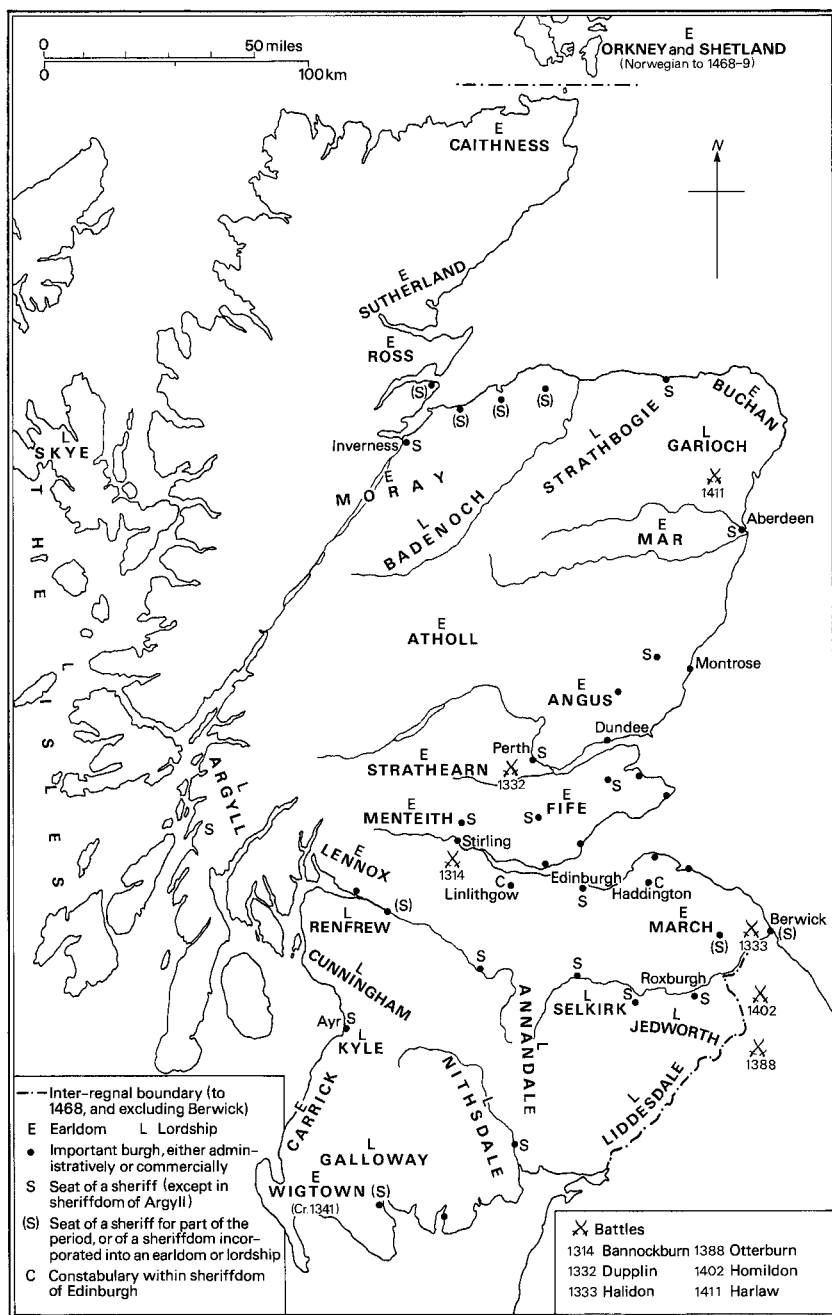 0 50 miles
0 100 km
E
ORKNEY and SHETLAND
(Norwegian to 1468–9)
E
CAITHNESS
N
E
SUTHERLAND
E
ROSS
(S)
(S)
(S)
(S)
S
E
BUCHAN
L
STRATHBOGIE
L
GARIOCH
1411
Inverness S
L
SKYE
THE ISLES
E
MORAY
L
BADENOCH
E
MAR
Aberdeen
S
E
ATHOLL
S
Montrose
E
ANGUS
Dundee
Perth S
E
STRATHEARN
1332
S
E
FIFE
S
E
MENTEITH
S
Stirling
1314
L
ARGYLL
S
E
LENNOX
C
Linlithgow
Edinburgh
S
C
Haddington
(S)
L
RENFREW
E
MARCH
(S)
Berwick
(S)
1333
L
CUNNINGHAM
S
S
Roxburgh
S
S
L
SELKIRK
L
JEDWORTH
1402
1388
Ayr S
L
KYLE
ANNANDALE
L
L
NITHSDALE
L
LIDDESDALE
E
CARRICK
S
L
GALLOWAY
E
WIGTOWN (S)
(Cr.1341)
Inter-regnal boundary (to
1468, and excluding Berwick)
E Earldom L Lordship
Important burgh, either admin-
istratively or commercially
S Seat of a sheriff (except in
sheriffdom of Argyll)
(S) Seat of a sheriff for part of the
period, or of a sheriffdom incor-
porated into an earldom or lordship
C Constabulary within sheriffdom
of Edinburgh
Battles
1314 Bannockburn 1388 Otterburn
1332 Dupplin 1402 Homildon
1333 Halidon 1411 Harlaw